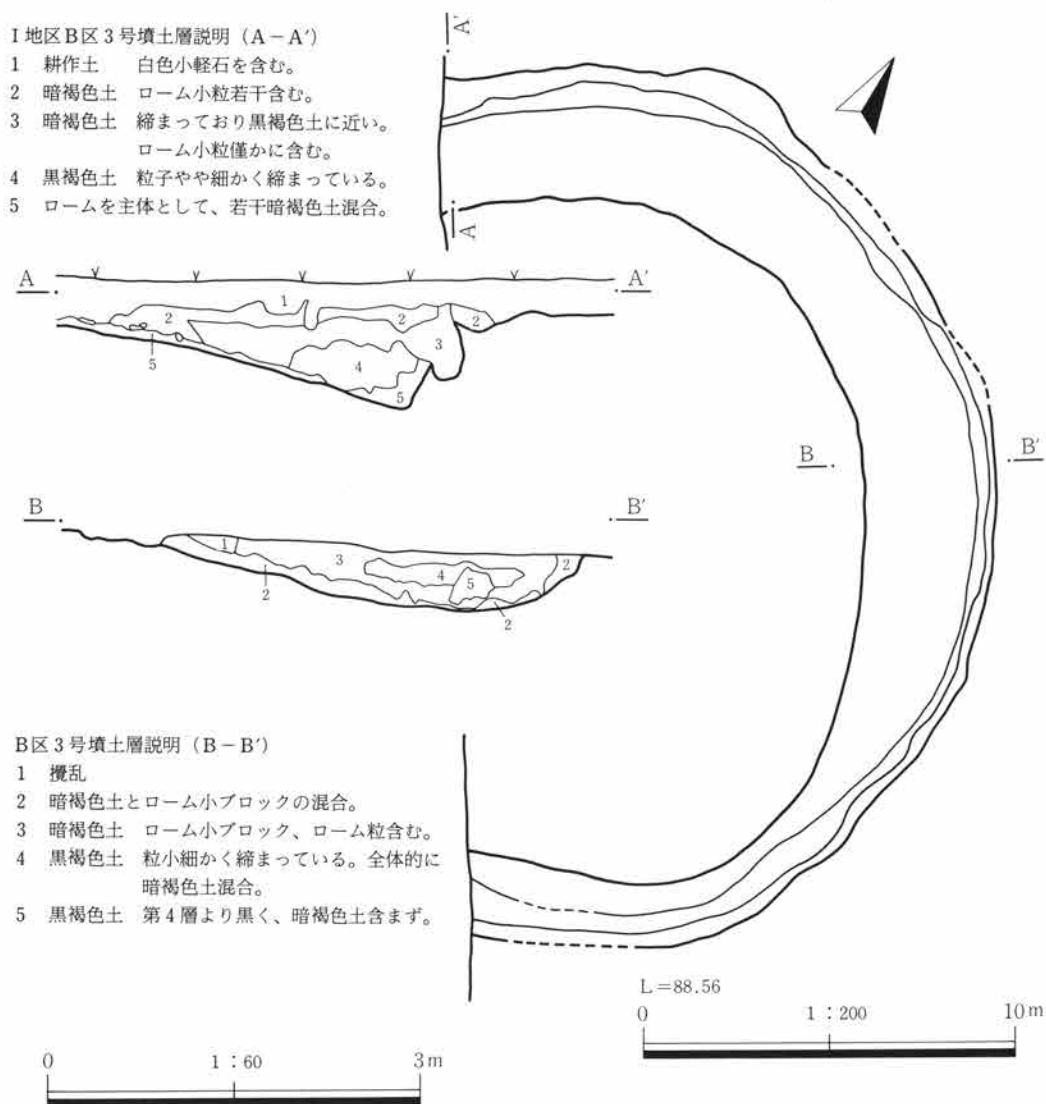 I地区B区3号墳土層説明（A－A′）
1 耕作土 白色小軽石を含む。
2 暗褐色土 ローム小粒若干含む。
3 暗褐色土 締まっており黒褐色土に近い。
ローム小粒僅かに含む。
4 黒褐色土 粒子やや細かく締まっている。
5 ロームを主体として、若干暗褐色土混合。
A′
A
A
A′
1
2
2
2
3
4
5
5
B
B′
B
B′
1
3
2
4
5
2
2
B区3号墳土層説明（B－B′）
1 攪乱
2 暗褐色土とローム小ブロックの混合。
3 暗褐色土 ローム小ブロック、ローム粒含む。
4 黒褐色土 粒小細かく締まっている。全体的に
暗褐色土混合。
5 黒褐色土 第4層より黒く、暗褐色土含まず。
L=88.56
0 1：200 10m
0 1：60 3m